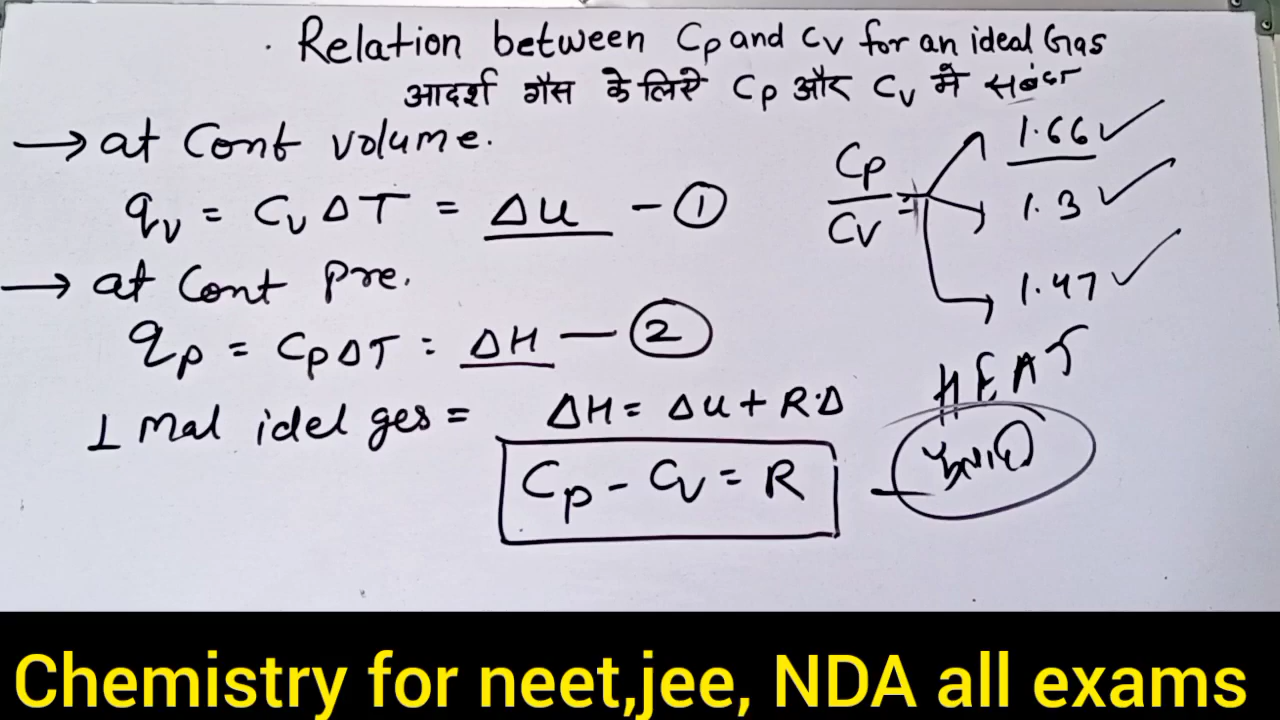 Relation between Cp and Cv for an ideal Gas
आदर्श गैस के लिये Cp और Cv में
→ at Cont volume.
qv = Cv ΔT = Δu - ①
→ at Cont Pre.
qp = CpΔT = ΔH — ②
1 Mal idel ges = ΔH = Δu + R·Δ
Cp - Cv = R
Cp/Cv =
1.66 ✓
1.3 ✓
1.47 ✓
HEAT
Chemistry for neet,jee, NDA all exams